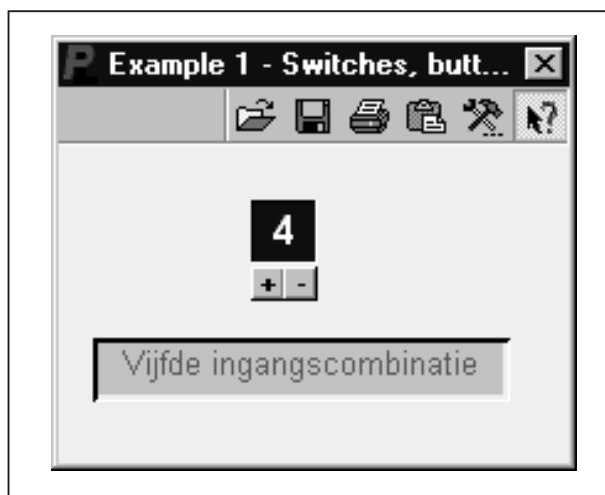 Example 1 - Switches, butt...
4
+ -
Vijfde ingangscombinatie